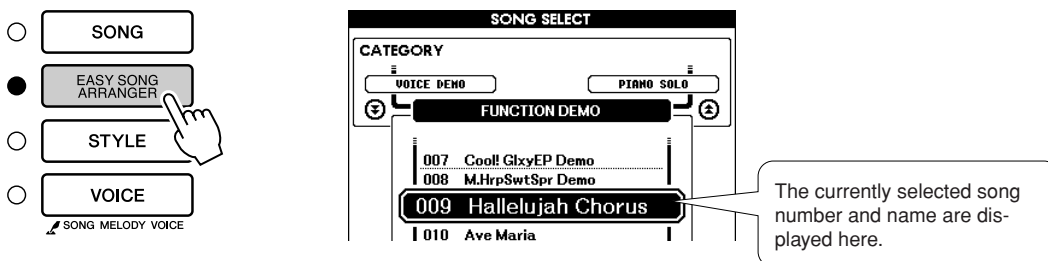 SONG
EASY SONG
ARRANGER
STYLE
VOICE
SONG MELODY VOICE
SONG SELECT
CATEGORY
VOICE DEMO
PIANO SOLO
FUNCTION DEMO
007 Cool! GlxyEP Demo
008 M.HrpSwtSpr Demo
009 Hallelujah Chorus
010 Ave Maria
The currently selected song
number and name are dis-
played here.